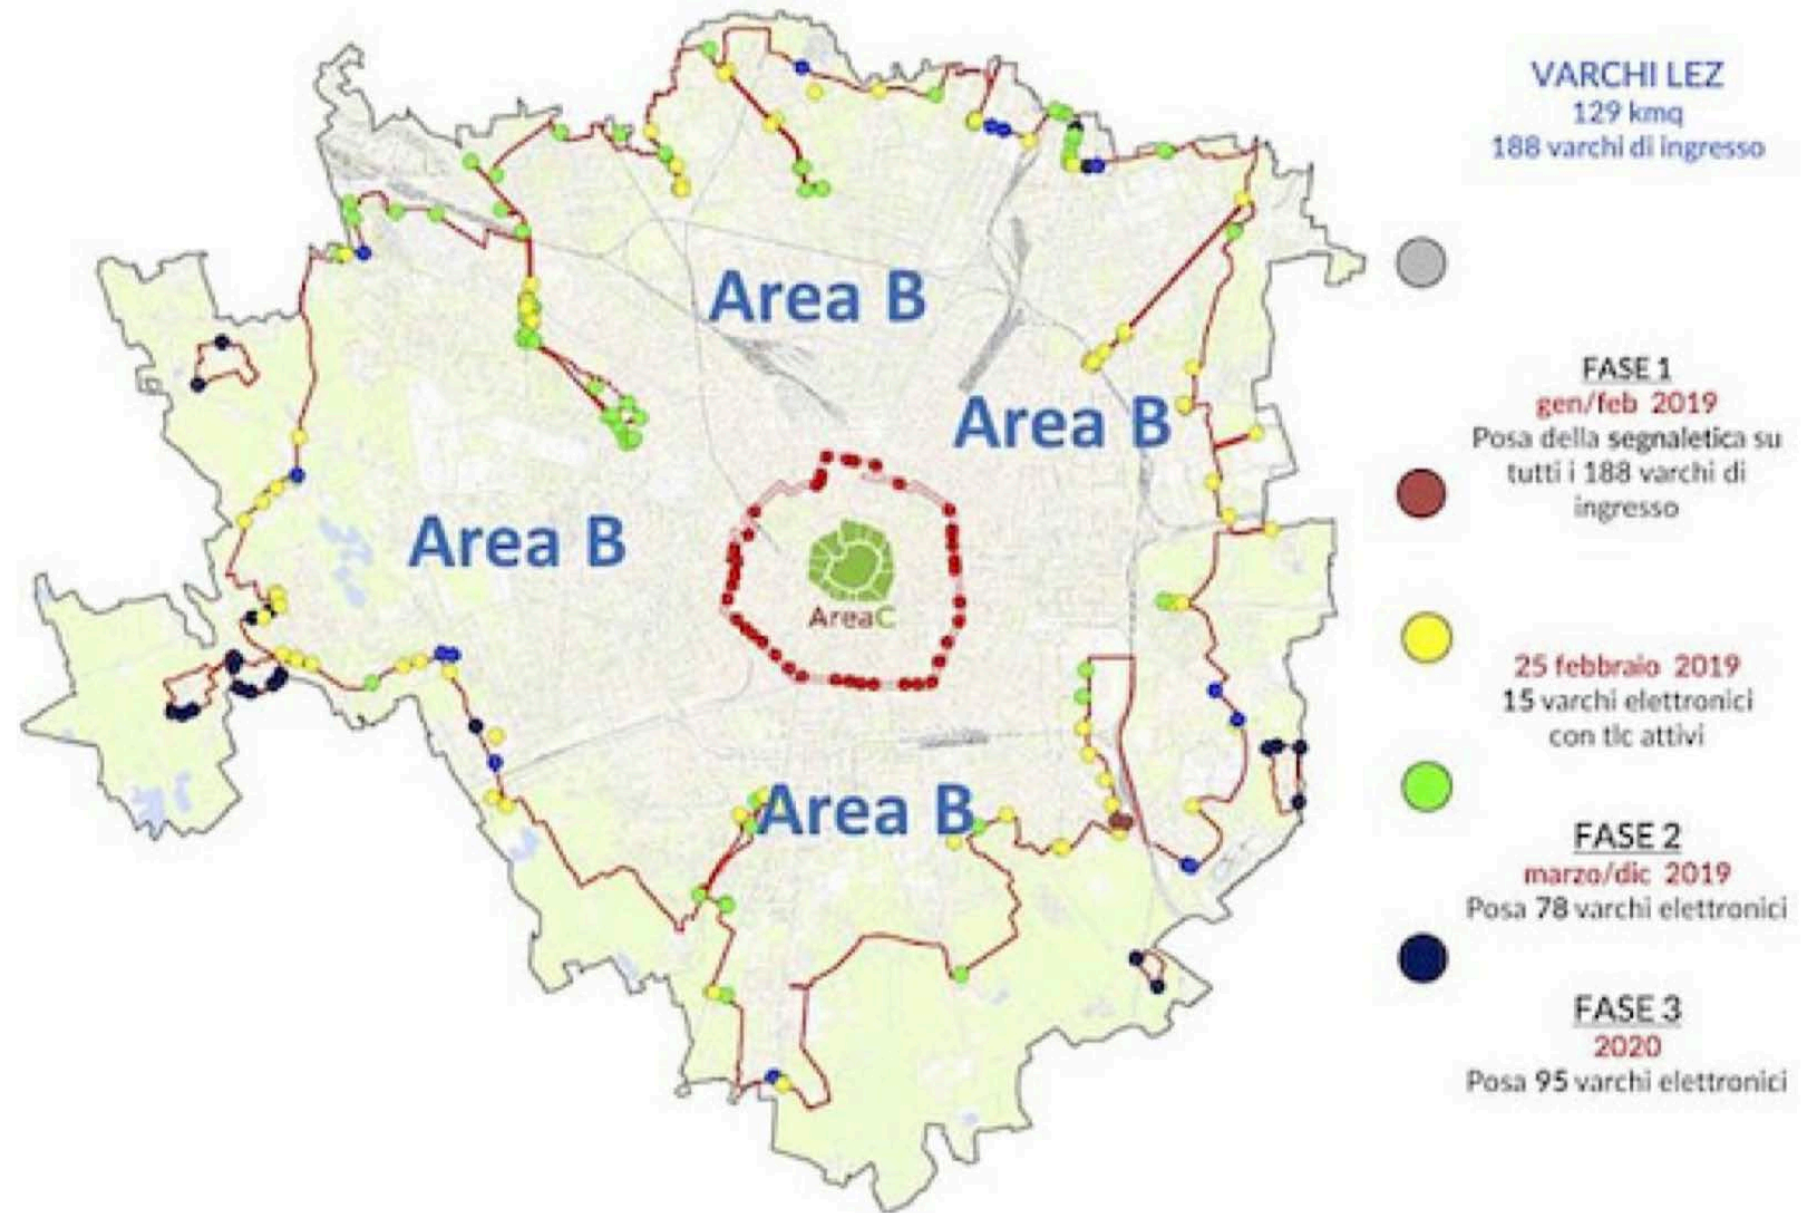 VARCHI LEZ
129 kmq
188 varchi di ingresso
Area B
Area B
Area B
AreaC
Area B
FASE 1
gen/feb 2019
Posa della segnaletica su
tutti i 188 varchi di
ingresso
25 febbraio 2019
15 varchi elettronici
con tlc attivi
FASE 2
marzo/dic 2019
Posa 78 varchi elettronici
FASE 3
2020
Posa 95 varchi elettronici